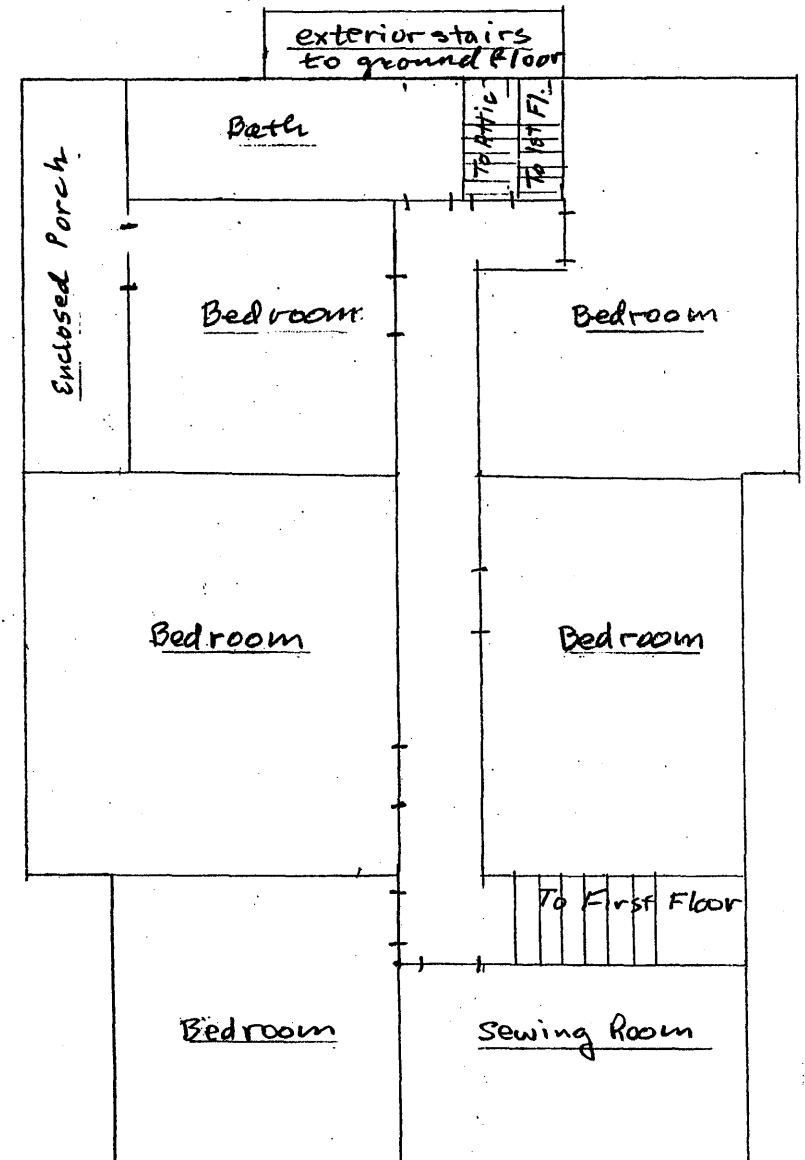 exterior stairs
to ground floor
Bath
To Attic
To 1st Fl.
Enclosed Porch
Bedroom
Bedroom
Bedroom
Bedroom
To First Floor
Bedroom
Sewing Room